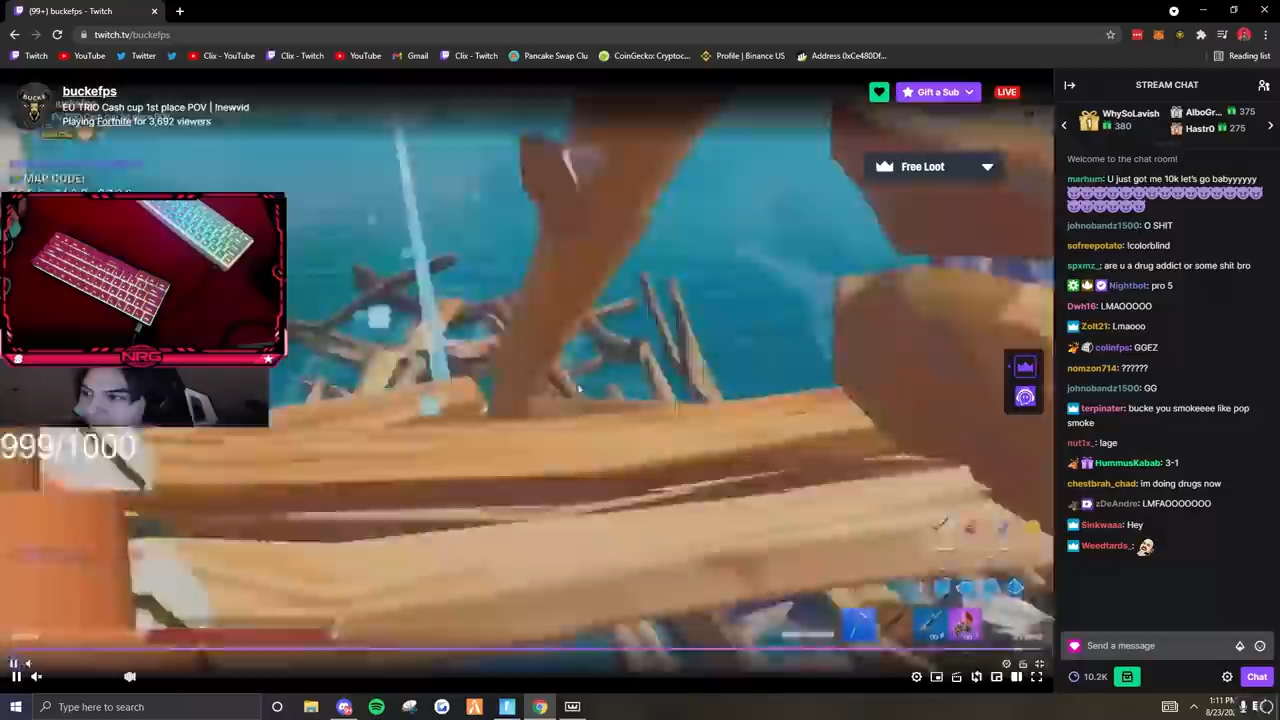 (99+) buckefps - Twitch
twitch.tv/buckefps
Twitch
YouTube
Twitter
Clix - YouTube
Clix - Twitch
YouTube
Gmail
Clix - Twitch
Pancake Swap Clu
CoinGecko: Cryptoc...
Profile | Binance US
Address 0xCe480Df...
Reading list
buckefps
EU TRIO Cash cup 1st place POV | !newvid
Playing Fortnite for 3,692 viewers
Gift a Sub
LIVE
MAP CODE:
Free Loot
NRG
999/1000
STREAM CHAT
WhySoLavish
380
AlboGr... 375
Hastr0 275
Welcome to the chat room!
marhum: U just got me 10k let's go babyyyyy
johnobandz1500: O SHIT
sofreepotato: !colorblind
spxmz_: are u a drug addict or some shit bro
Nightbot: pro 5
Dwh16: LMAOOOOO
Zolt21: Lmaooo
colinfps: GGEZ
nomzon714: ??????
johnobandz1500: GG
terpinater: bucke you smokeeee like pop
smoke
nut1x_: !age
HummusKabab: 3-1
chestbrah_chad: im doing drugs now
zDeAndre: LMFAOOOOOOO
Sinkwaaa: Hey
Weedtards_:
Send a message
10.2K
Chat
Type here to search
1:11 PM
8/23/20